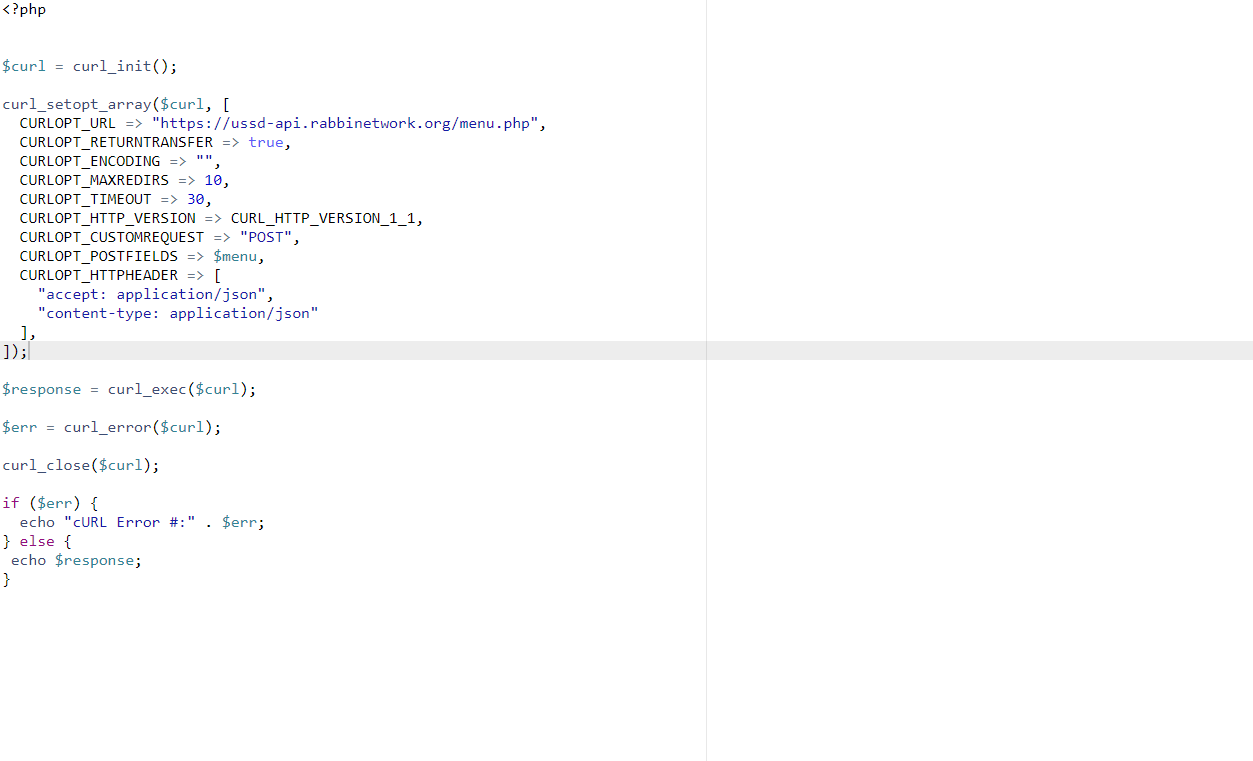 <?php
$curl = curl_init();
curl_setopt_array($curl, [
  CURLOPT_URL => "https://ussd-api.rabbinetwork.org/menu.php",
  CURLOPT_RETURNTRANSFER => true,
  CURLOPT_ENCODING => "",
  CURLOPT_MAXREDIRS => 10,
  CURLOPT_TIMEOUT => 30,
  CURLOPT_HTTP_VERSION => CURL_HTTP_VERSION_1_1,
  CURLOPT_CUSTOMREQUEST => "POST",
  CURLOPT_POSTFIELDS => $menu,
  CURLOPT_HTTPHEADER => [
    "accept: application/json",
    "content-type: application/json"
  ],
]);
$response = curl_exec($curl);
$err = curl_error($curl);
curl_close($curl);
if ($err) {
  echo "cURL Error #:" . $err;
} else {
 echo $response;
}